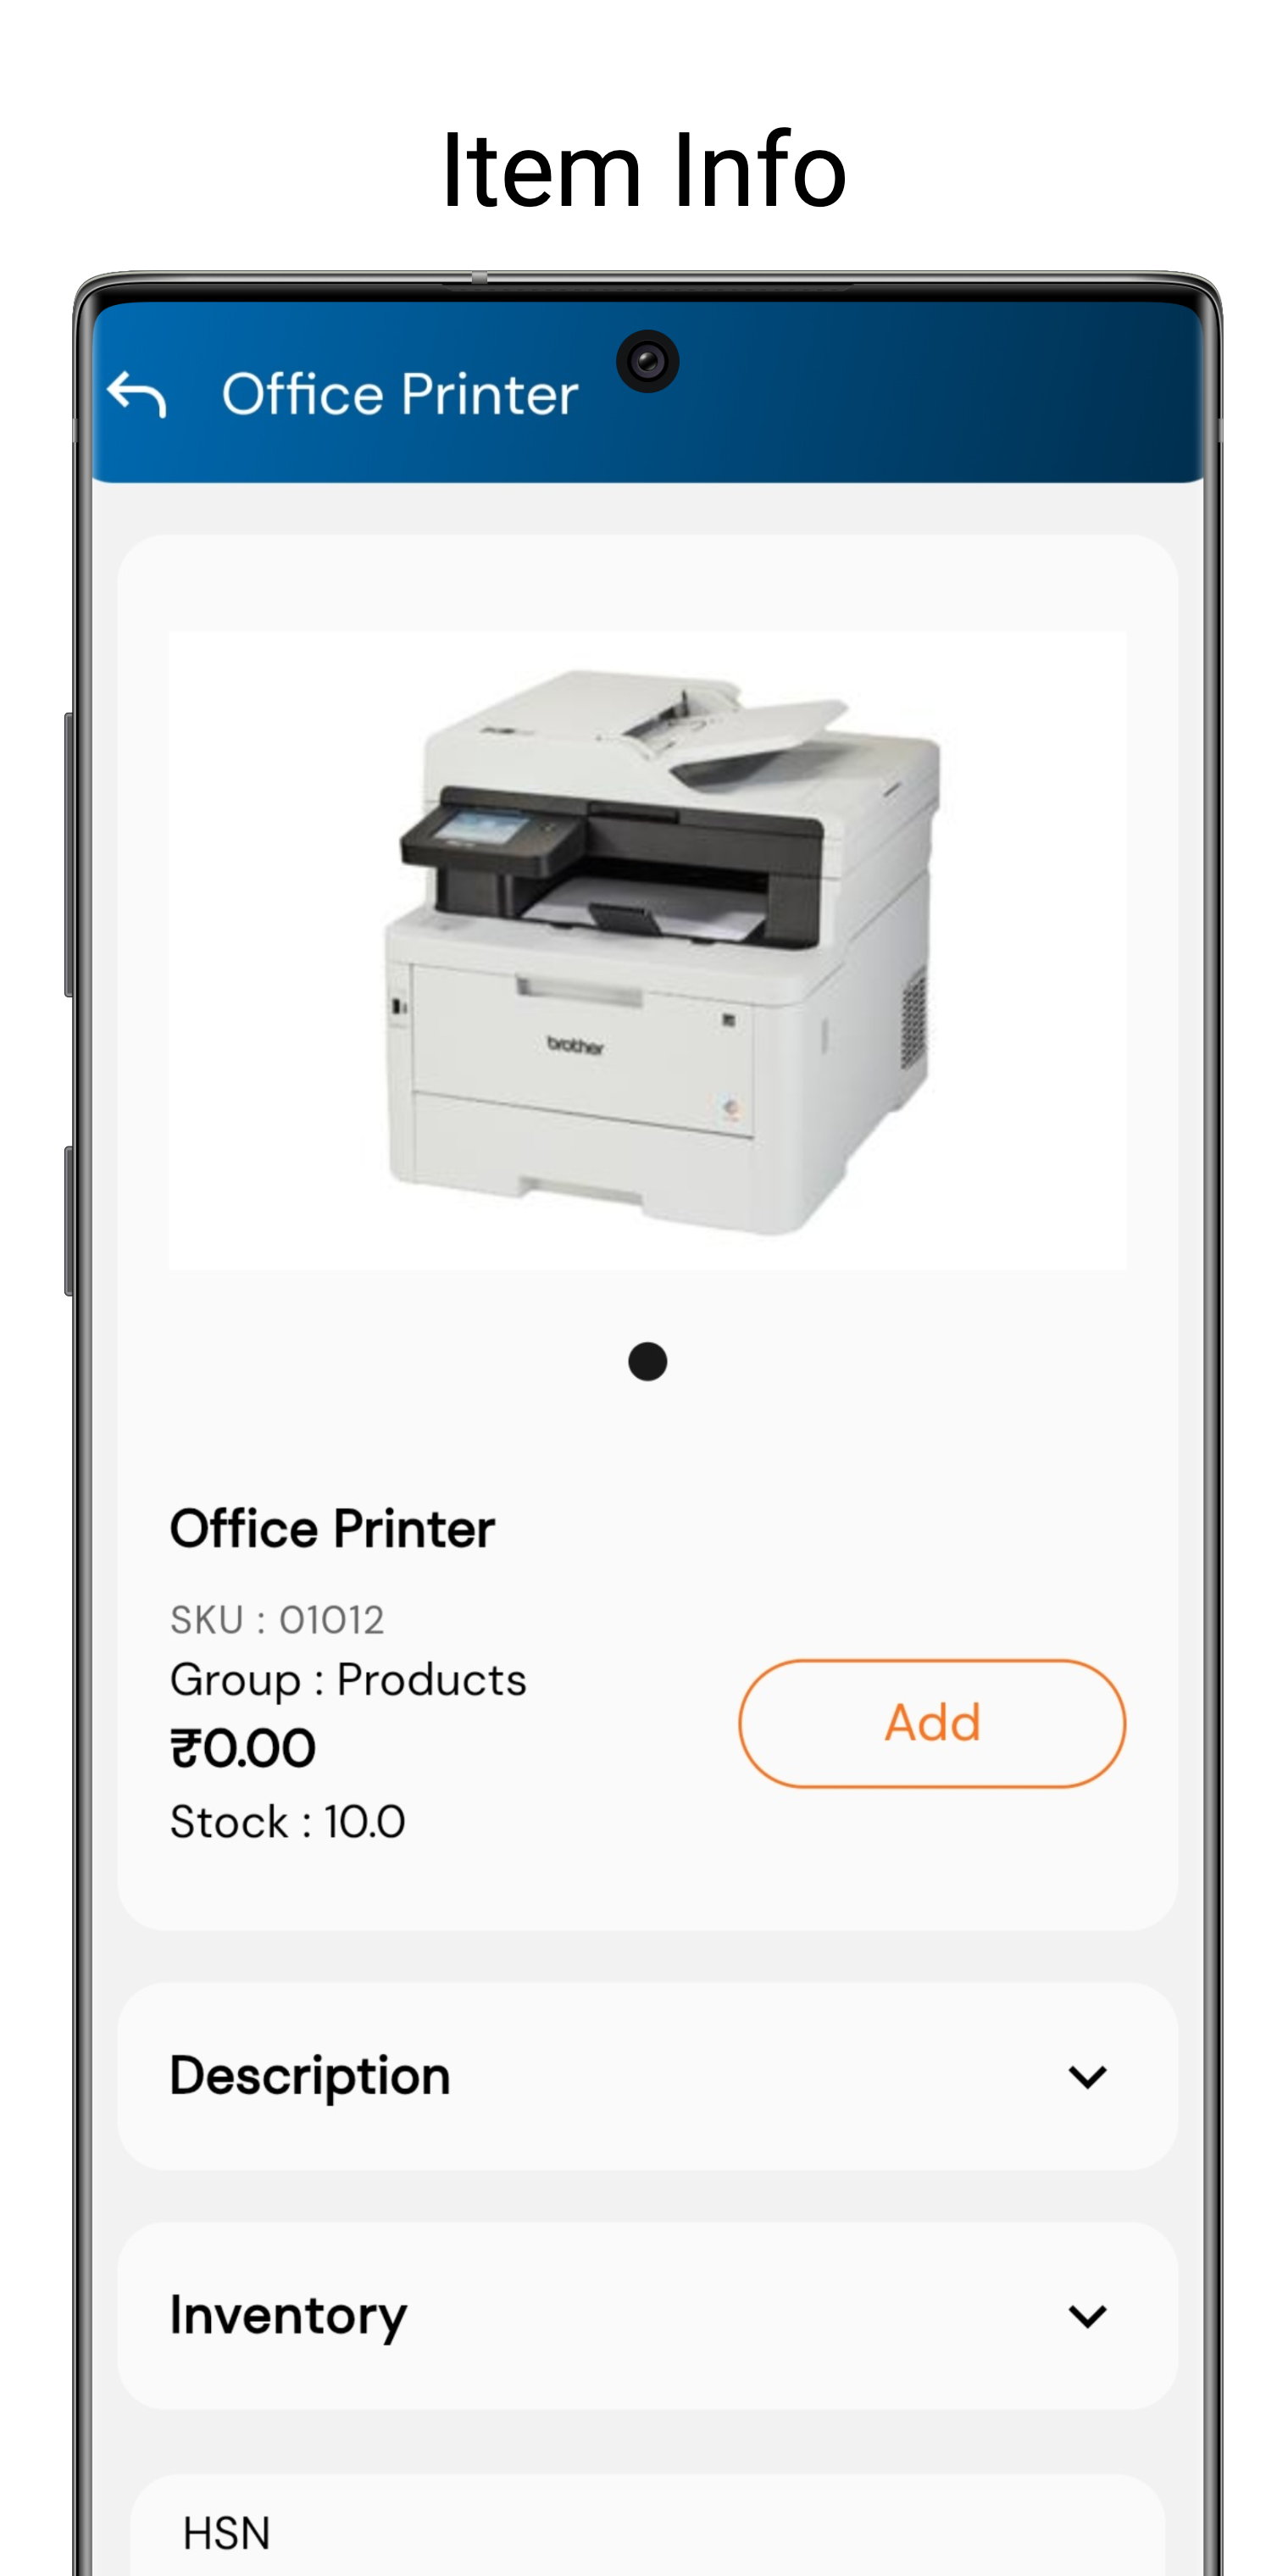 Item Info
Office Printer
brother
Office Printer
SKU : 01012
Group : Products
₹0.00
Add
Stock : 10.0
Description
Inventory
HSN